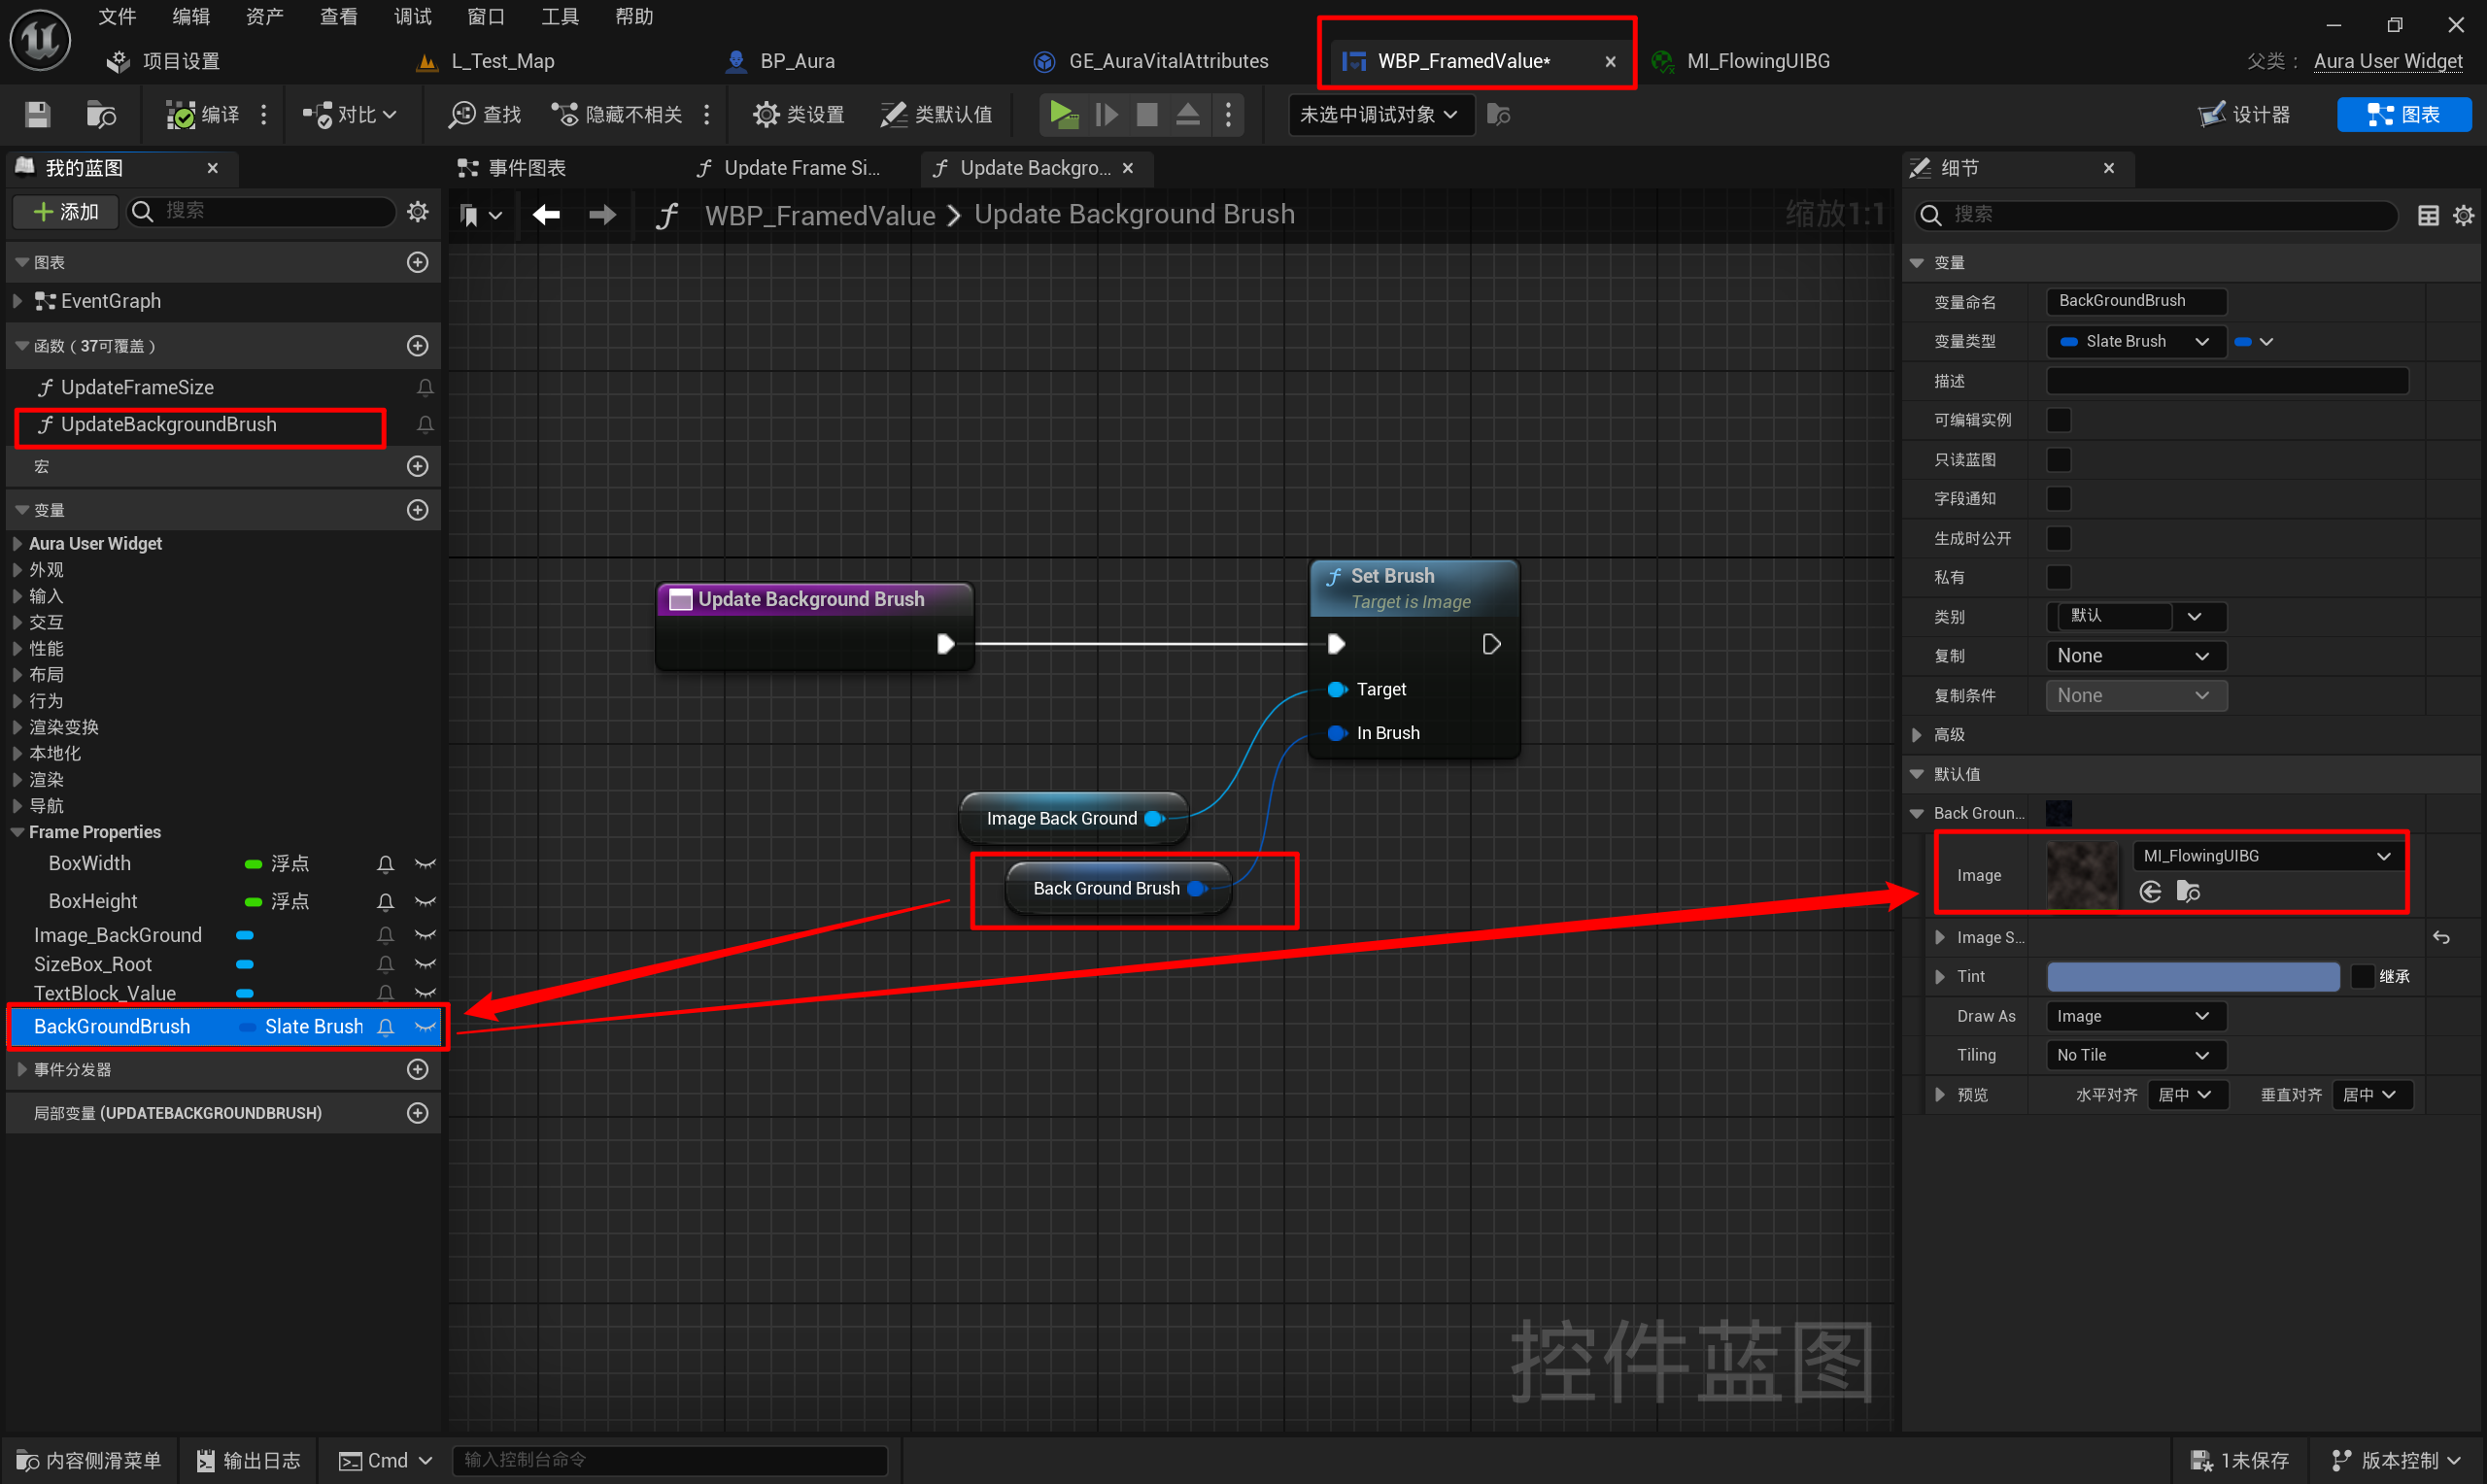 文件 编辑 资产 查看 调试 窗口 工具 帮助
项目设置 L_Test_Map BP_Aura GE_AuraVitalAttributes WBP_FramedValue* MI_FlowingUIBG 父类： Aura User Widget
编译 对比 查找 隐藏不相关 类设置 类默认值 未选中调试对象 设计器 图表
我的蓝图 事件图表 Update Frame Si... Update Backgro... 细节
添加 搜索 WBP_FramedValue > Update Background Brush 缩放1:1 搜索
图表
EventGraph
函数（37可覆盖）
UpdateFrameSize
UpdateBackgroundBrush
宏
变量
Aura User Widget
外观
输入
交互
性能
布局
行为
渲染变换
本地化
渲染
导航
Frame Properties
BoxWidth 浮点
BoxHeight 浮点
Image_BackGround
SizeBox_Root
TextBlock_Value
BackGroundBrush Slate Brush
事件分发器
局部变量 (UPDATEBACKGROUNDBRUSH)
Update Background Brush
Set Brush
Target is Image
Target
In Brush
Image Back Ground
Back Ground Brush
控件蓝图
变量
变量命名 BackGroundBrush
变量类型 Slate Brush
描述
可编辑实例
只读蓝图
字段通知
生成时公开
私有
类别 默认
复制 None
复制条件 None
高级
默认值
Back Groun...
Image MI_FlowingUIBG
Image S...
Tint 继承
Draw As Image
Tiling No Tile
预览 水平对齐 居中 垂直对齐 居中
内容侧滑菜单 输出日志 Cmd 输入控制台命令 1未保存 版本控制